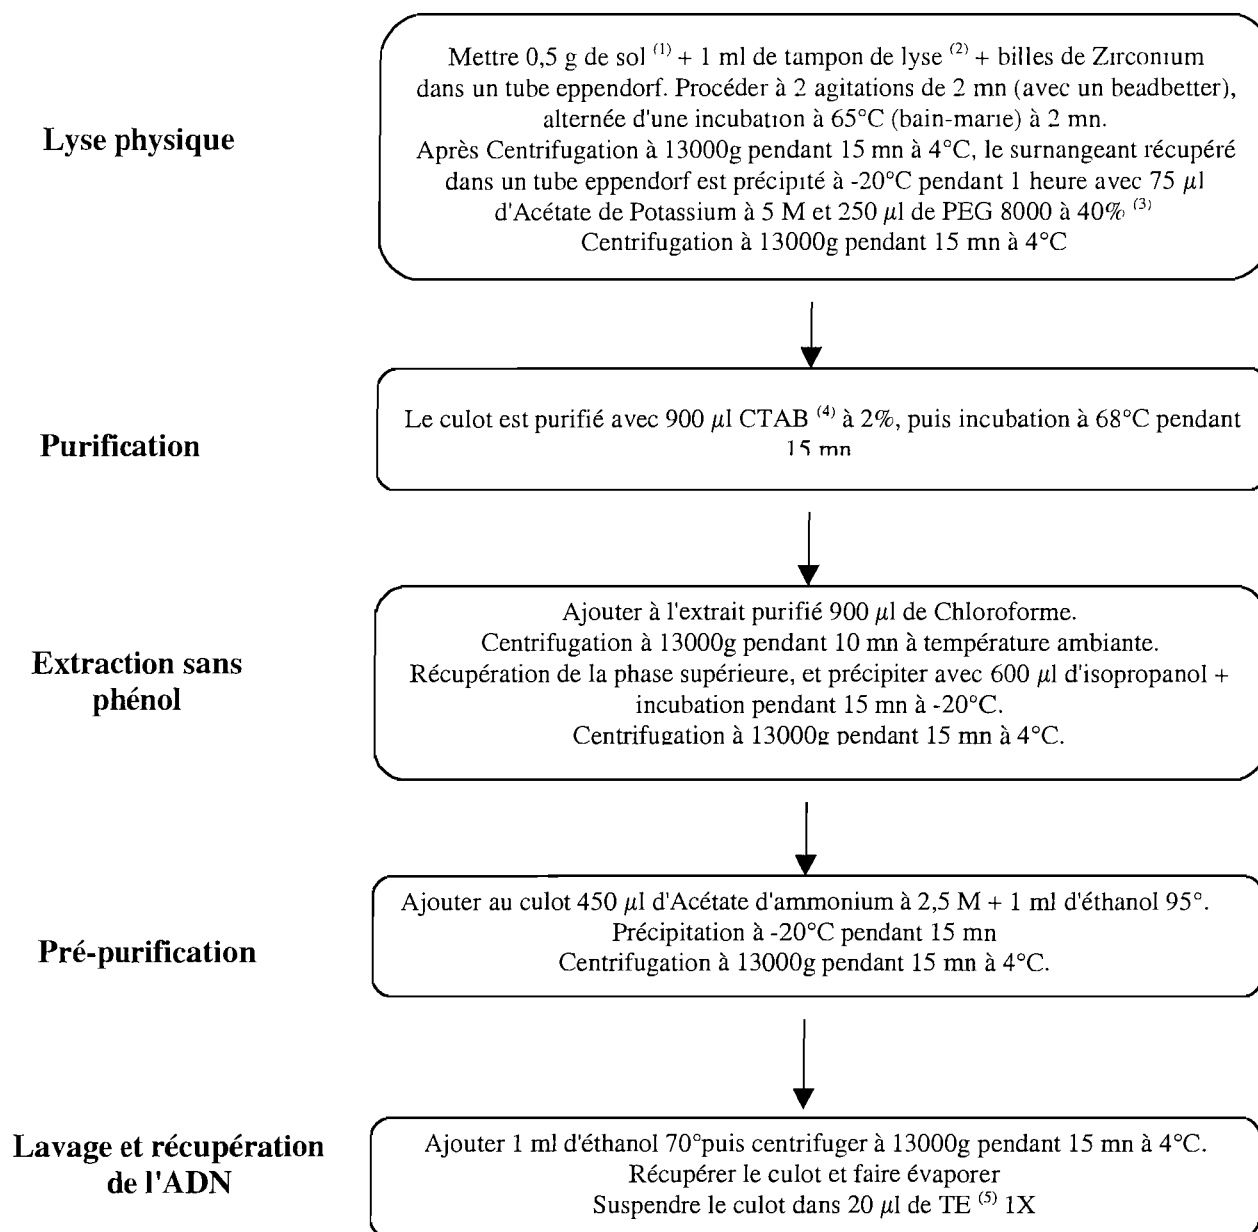 Lyse physique
Mettre 0,5 g de sol (1) + 1 ml de tampon de lyse (2) + billes de Zirconium
dans un tube eppendorf. Procéder à 2 agitations de 2 mn (avec un beadbetter),
alternée d'une incubation à 65°C (bain-marie) à 2 mn.
Après Centrifugation à 13000g pendant 15 mn à 4°C, le surnangeant récupéré
dans un tube eppendorf est précipité à -20°C pendant 1 heure avec 75 µl
d'Acétate de Potassium à 5 M et 250 µl de PEG 8000 à 40% (3)
Centrifugation à 13000g pendant 15 mn à 4°C
Purification
Le culot est purifié avec 900 µl CTAB (4) à 2%, puis incubation à 68°C pendant
15 mn
Extraction sans
phénol
Ajouter à l'extrait purifié 900 µl de Chloroforme.
Centrifugation à 13000g pendant 10 mn à température ambiante.
Récupération de la phase supérieure, et précipiter avec 600 µl d'isopropanol +
incubation pendant 15 mn à -20°C.
Centrifugation à 13000g pendant 15 mn à 4°C.
Pré-purification
Ajouter au culot 450 µl d'Acétate d'ammonium à 2,5 M + 1 ml d'éthanol 95°.
Précipitation à -20°C pendant 15 mn
Centrifugation à 13000g pendant 15 mn à 4°C.
Lavage et récupération
de l'ADN
Ajouter 1 ml d'éthanol 70°puis centrifuger à 13000g pendant 15 mn à 4°C.
Récupérer le culot et faire évaporer
Suspendre le culot dans 20 µl de TE (5) 1X